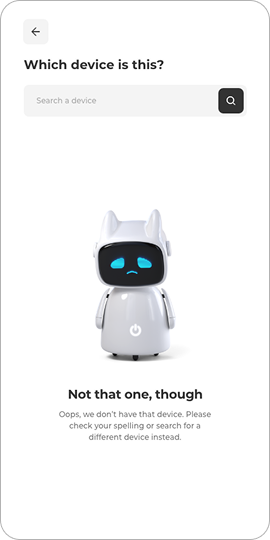 Which device is this?
Search a device
Not that one, though
Oops, we don't have that device. Please
check your spelling or search for a
different device instead.